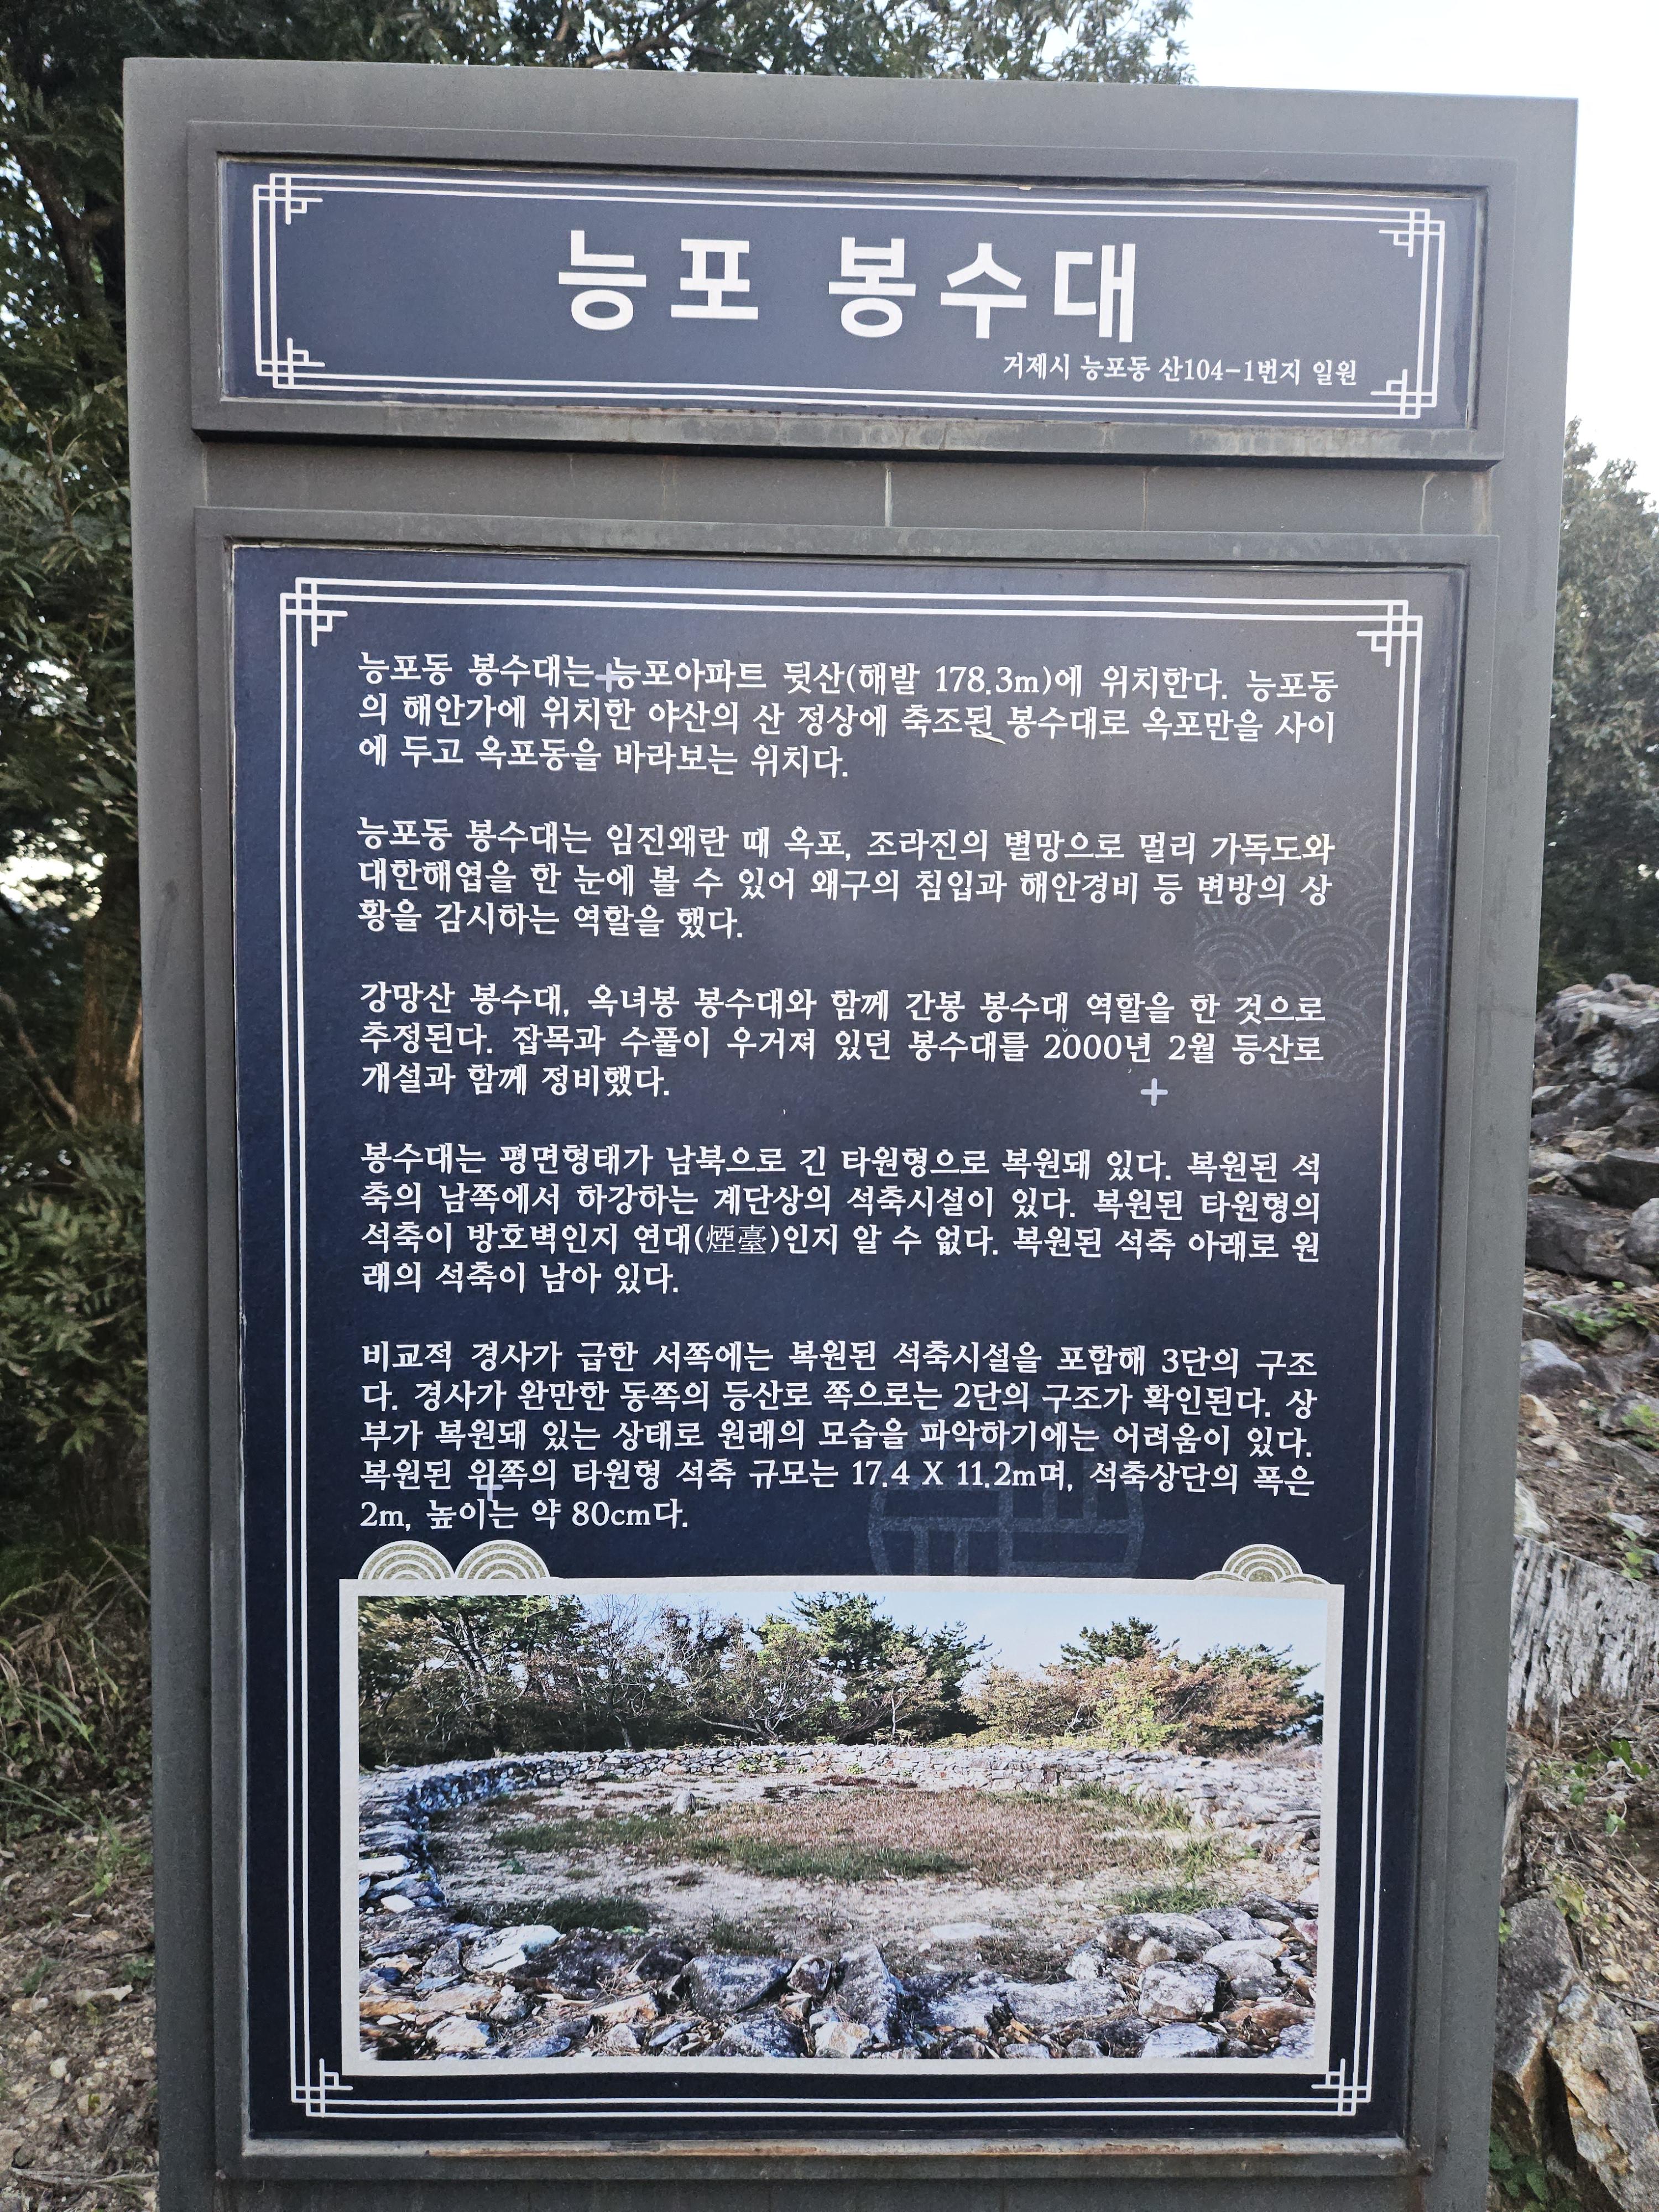 능포 봉수대
거제시 능포동 산104-1번지 일원
능포동 봉수대는 능포아파트 뒷산(해발 178.3m)에 위치한다. 능포동
의 해안가에 위치한 야산의 산 정상에 축조된 봉수대로 옥포만을 사이
에 두고 옥포동을 바라보는 위치다.
능포동 봉수대는 임진왜란 때 옥포, 조라진의 별망으로 멀리 가독도와
대한해엽을 한 눈에 볼 수 있어 왜구의 침입과 해안경비 등 변방의 상
황을 감시하는 역할을 했다.
강망산 봉수대, 옥녀봉 봉수대와 함께 간봉 봉수대 역할을 한 것으로
추정된다. 잡목과 수풀이 우거져 있던 봉수대를 2000년 2월 등산로
개설과 함께 정비했다.
봉수대는 평면형태가 남북으로 긴 타원형으로 복원돼 있다. 복원된 석
축의 남쪽에서 하강하는 계단상의 석축시설이 있다. 복원된 타원형의
석축이 방호벽인지 연대(煙臺)인지 알 수 없다. 복원된 석축 아래로 원
래의 석축이 남아 있다.
비교적 경사가 급한 서쪽에는 복원된 석축시설을 포함해 3단의 구조
다. 경사가 완만한 동쪽의 등산로 쪽으로는 2단의 구조가 확인된다. 상
부가 복원돼 있는 상태로 원래의 모습을 파악하기에는 어려움이 있다.
복원된 위쪽의 타원형 석축 규모는 17.4 X 11.2m며, 석축상단의 폭은
2m, 높이는 약 80cm다.